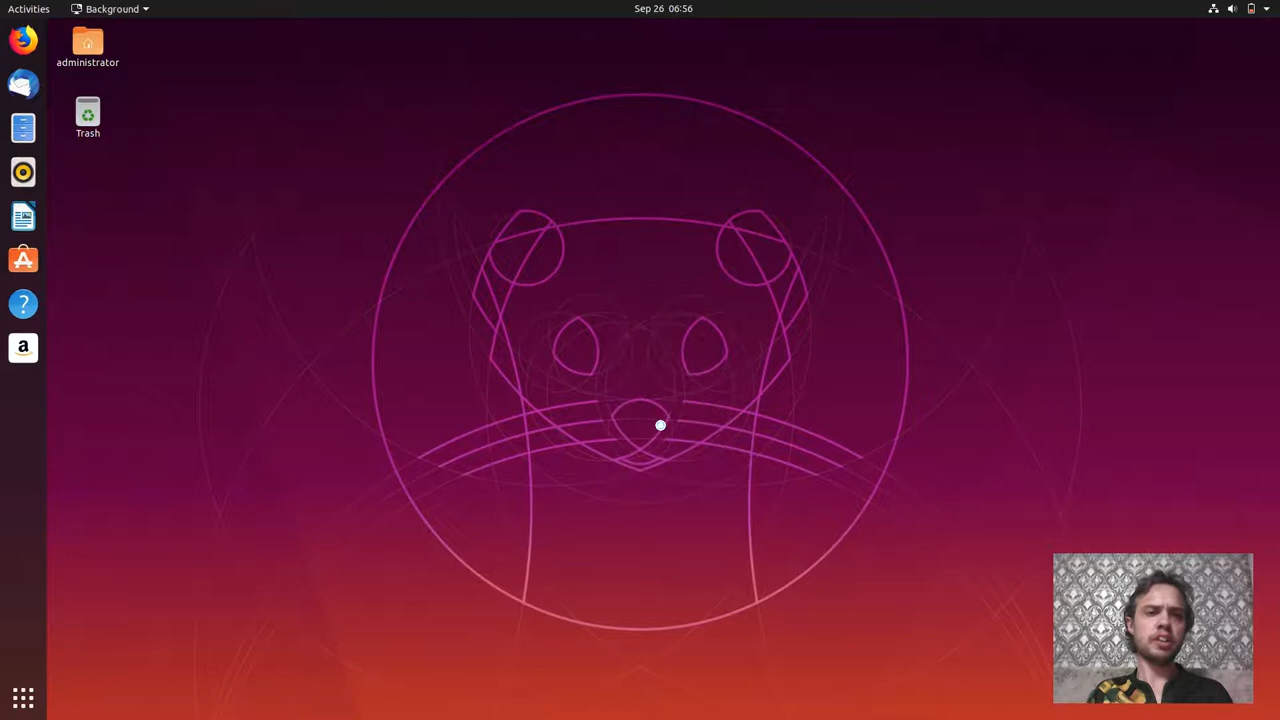 Activities
Background
Sep 26 06:56
administrator
Trash
?
a